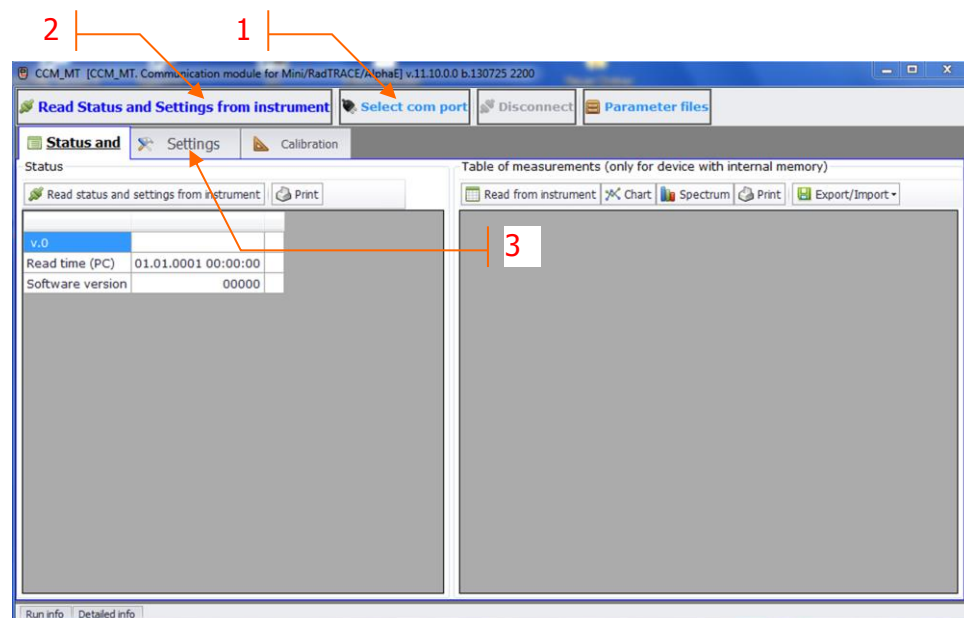 2 1
CCM_MT [CCM_MT. Communication module for Mini/RadTRACE/AlphaE] v.11.10.0.0 b.130725 2200
Read Status and Settings from instrument Select com port Disconnect Parameter files
Status and Settings Calibration
Status Table of measurements (only for device with internal memory)
Read status and settings from instrument Print Read from instrument Chart Spectrum Print Export/Import
v.0
3
Read time (PC) 01.01.0001 00:00:00
Software version 00000
Run info Detailed info